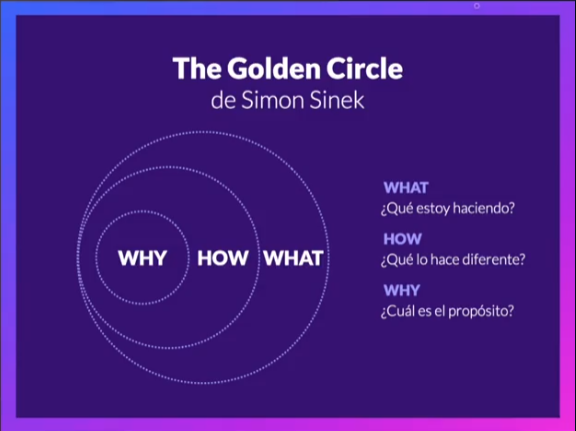 The Golden Circle
de Simon Sinek
WHY HOW WHAT
WHAT
¿Qué estoy haciendo?
HOW
¿Qué lo hace diferente?
WHY
¿Cuál es el propósito?